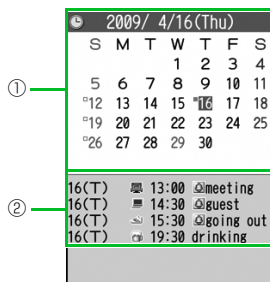 2009/ 4/16(Thu)
S M T W T F S
1 2 3 4
5 6 7 8 9 10 11
12 13 14 15 16 17 18
19 20 21 22 23 24 25
26 27 28 29 30
①
②
16(T) 13:00 meeting
16(T) 14:30 guest
16(T) 15:30 going out
16(T) 19:30 drinking